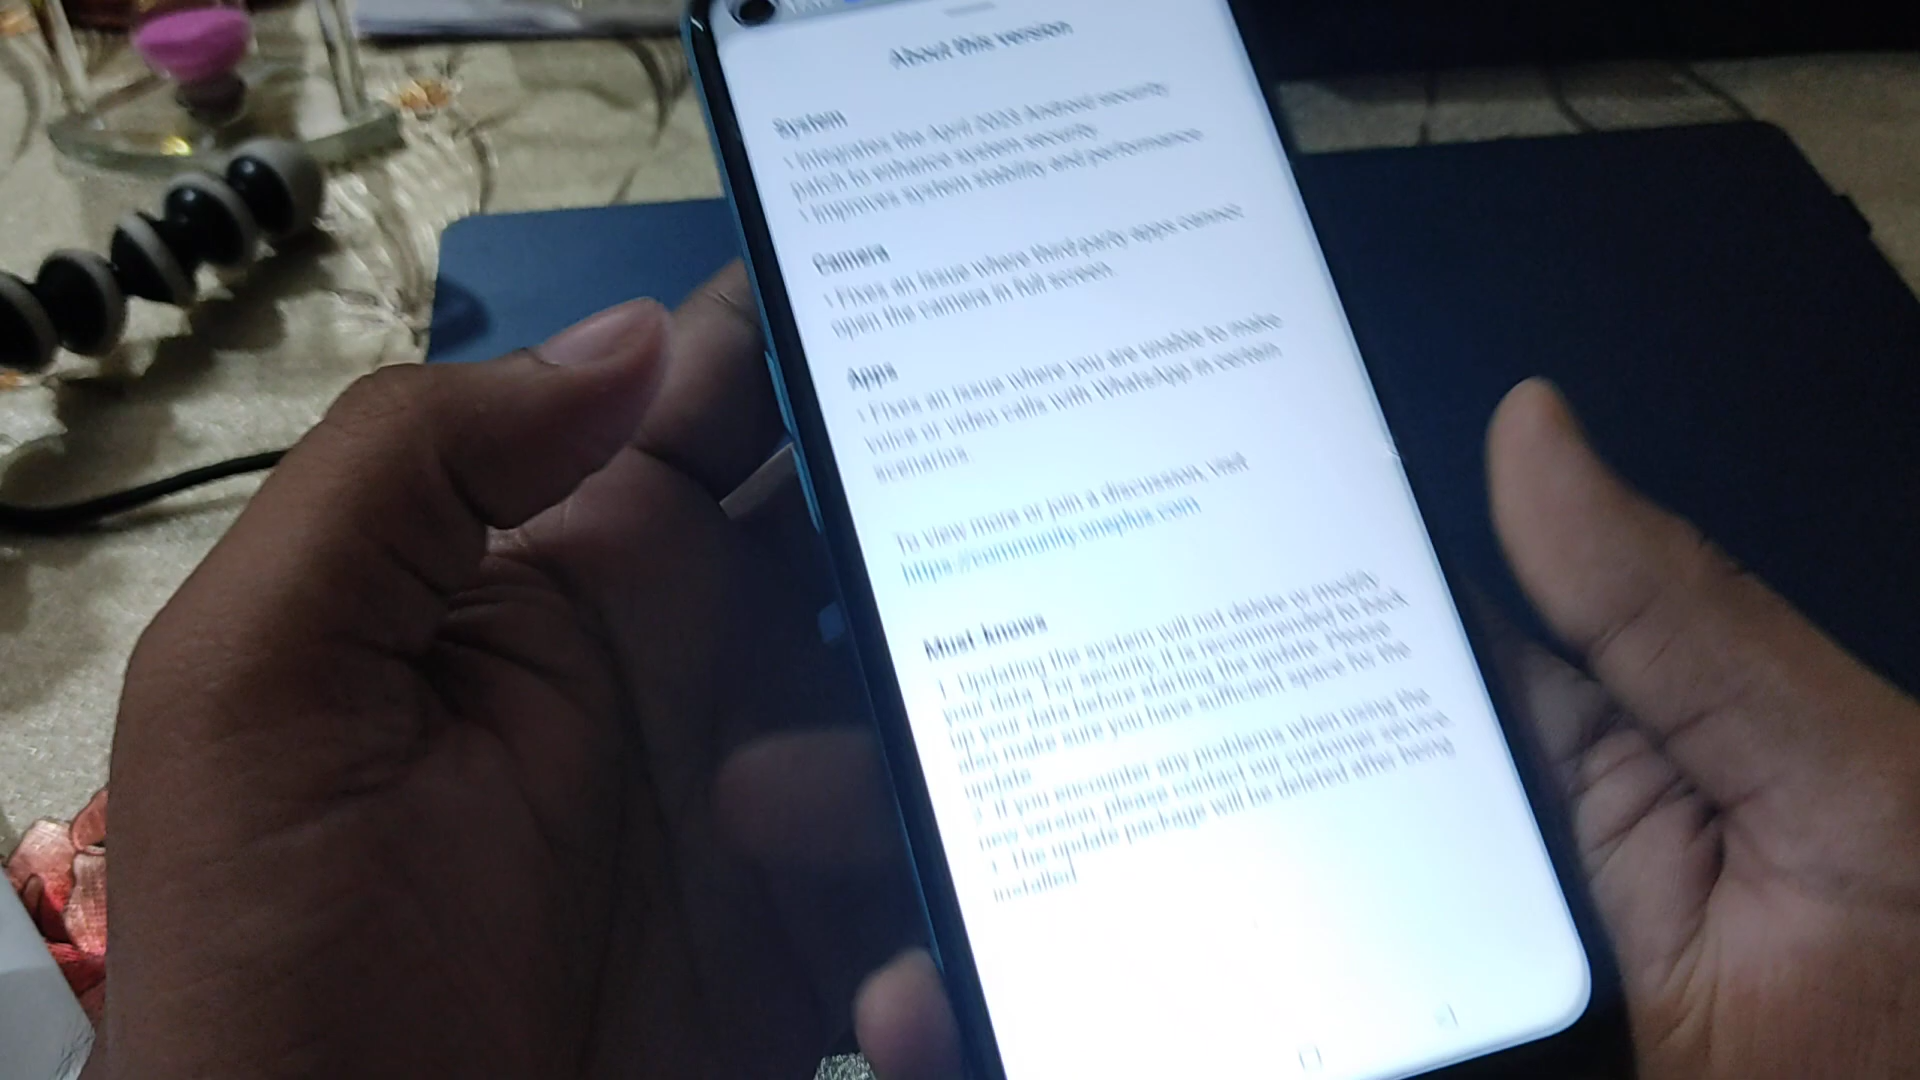 About this version
System
• Integrates the April 2023 Android security
patch to enhance system security.
• Improves system stability and performance.
Camera
• Fixes an issue where third-party apps cannot
open the camera in full screen.
Apps
• Fixes an issue where you are unable to make
voice or video calls with WhatsApp in certain
scenarios.
To view more or join a discussion, visit
https://community.oneplus.com
Must-knows
1. Updating the system will not delete or modify
your data. For security, it is recommended to back
up your data before starting the update. Please
also make sure you have sufficient space for the
update.
2. If you encounter any problems when using the
new version, please contact our customer service.
The update package will be deleted after being
installed